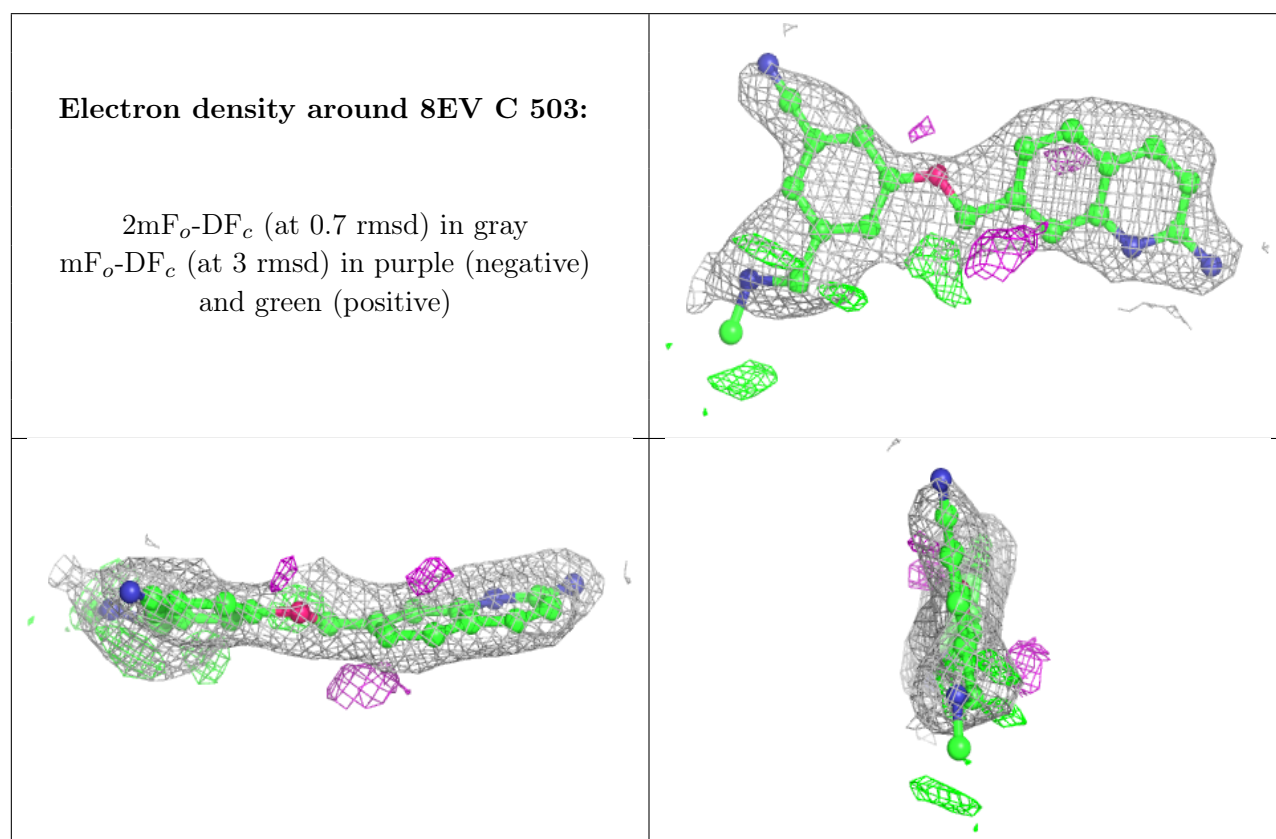 Electron density around 8EV C 503:
2mFo-DFc (at 0.7 rmsd) in gray
mFo-DFc (at 3 rmsd) in purple (negative)
and green (positive)